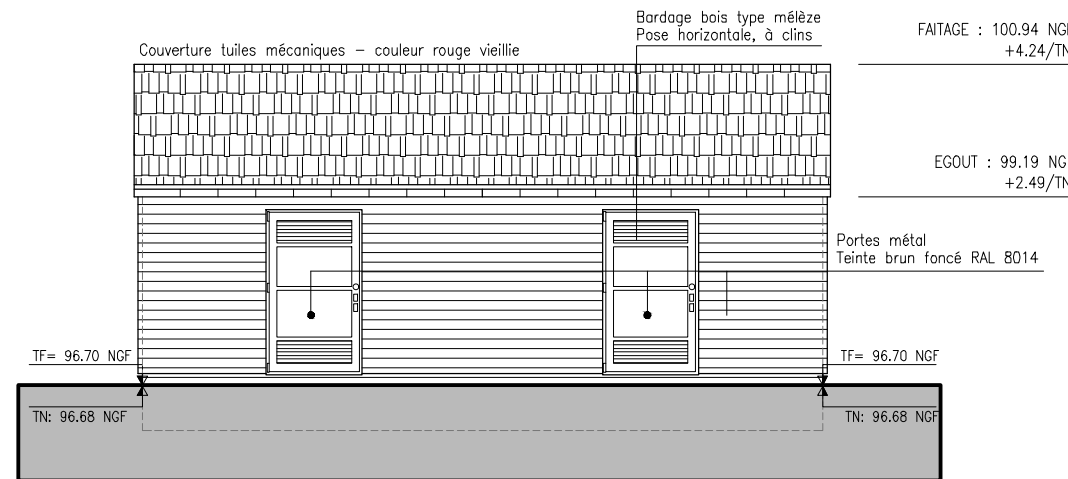 Bardage bois type mélèze
Pose horizontale, à clins
FAITAGE : 100.94 NGF
+4.24/TN
Couverture tuiles mécaniques – couleur rouge vieillie
EGOUT : 99.19 NG
+2.49/TN
Portes métal
Teinte brun foncé RAL 8014
TF= 96.70 NGF
TF= 96.70 NGF
TN: 96.68 NGF
TN: 96.68 NGF